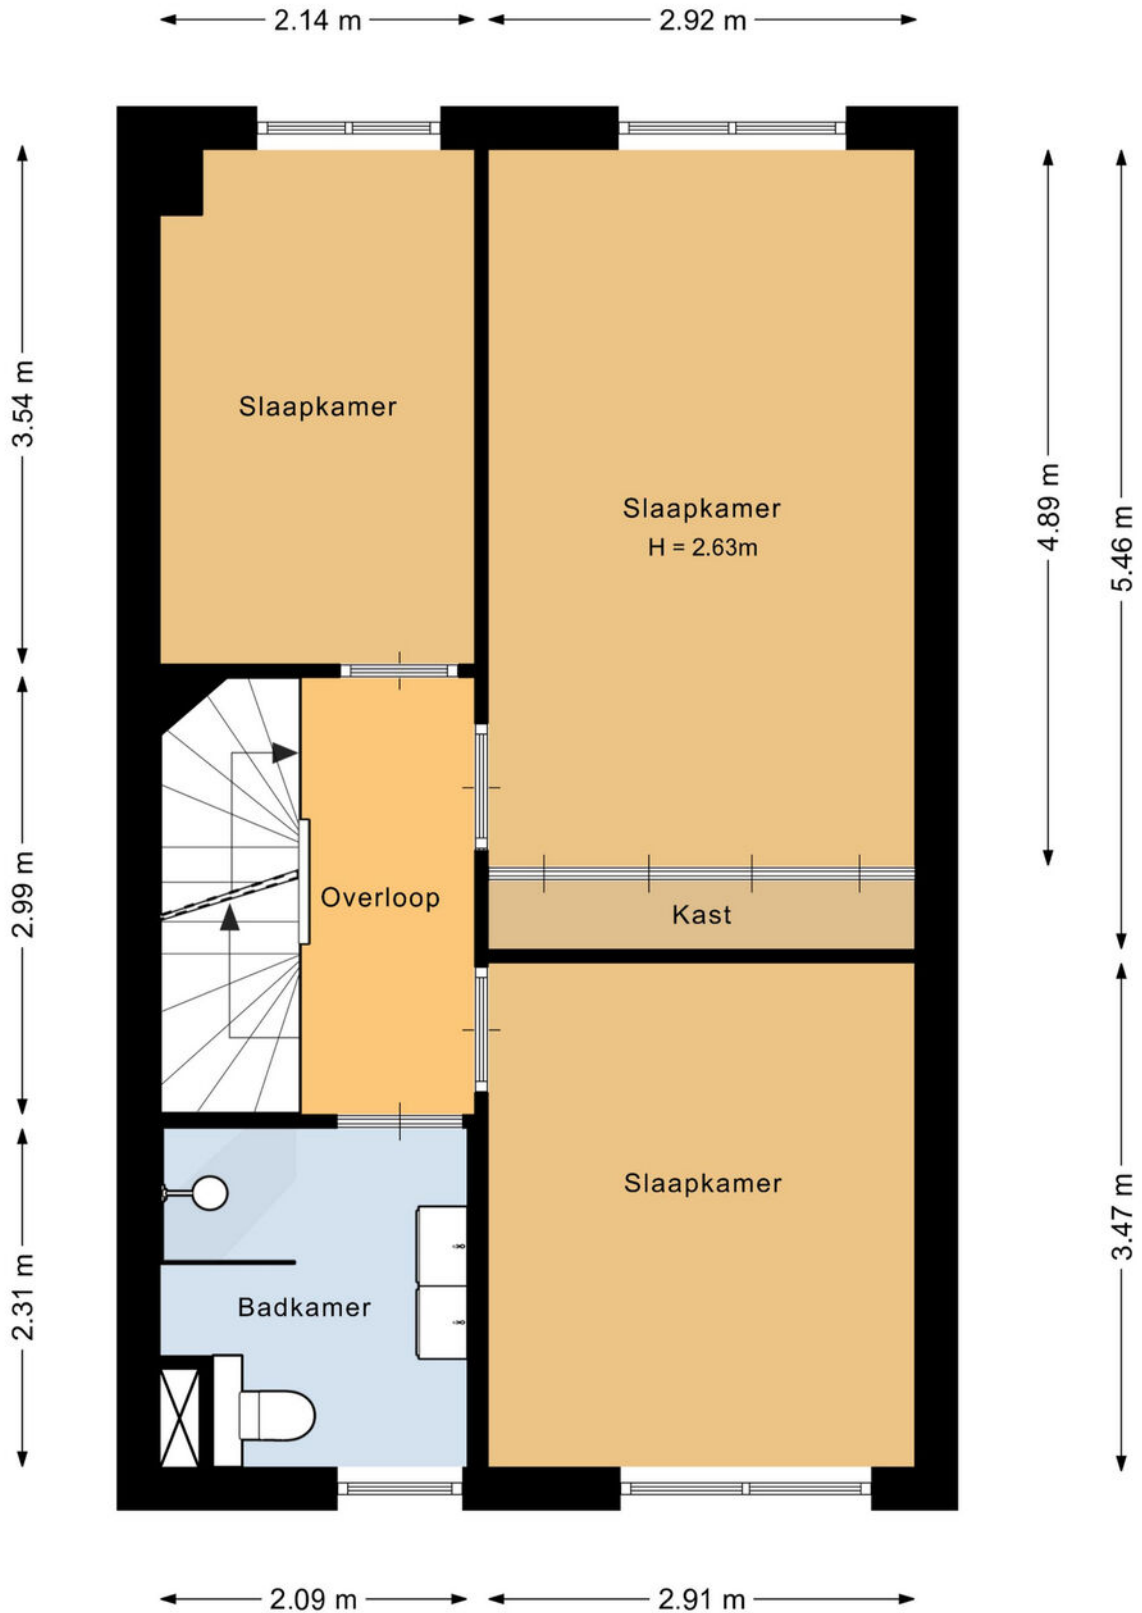 2.14 m
2.92 m
3.54 m
Slaapkamer
Slaapkamer
H = 2.63m
4.89 m
5.46 m
2.99 m
Overloop
Kast
Slaapkamer
3.47 m
2.31 m
Badkamer
2.09 m
2.91 m